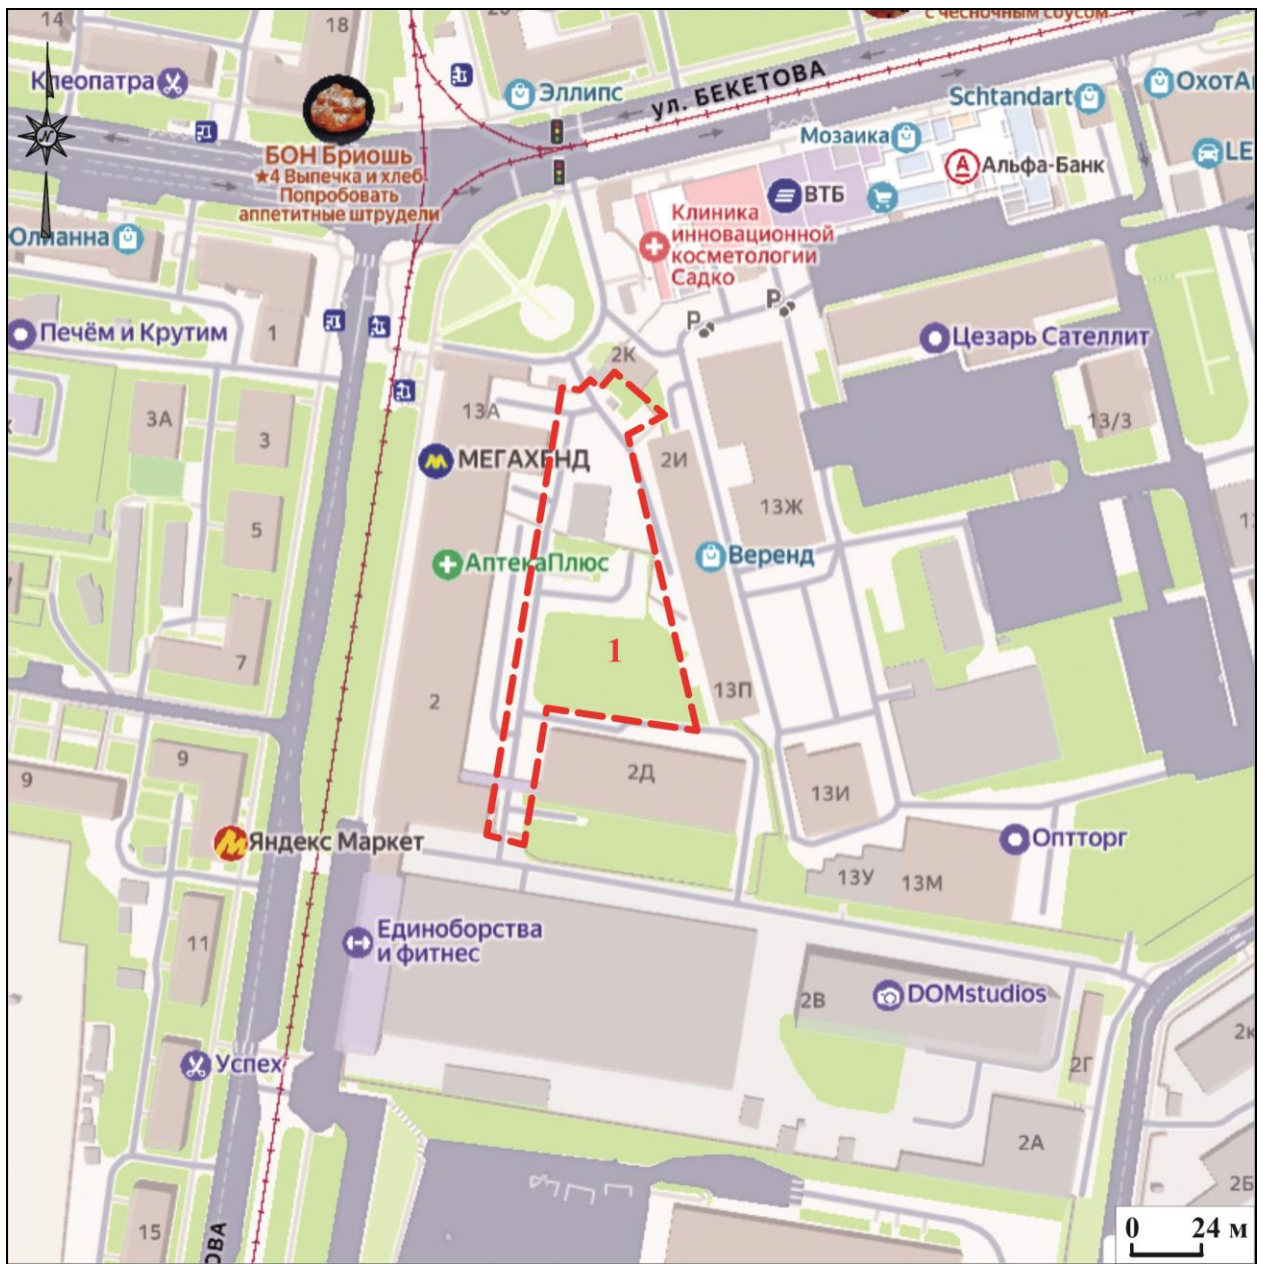 с чесночным соусом
14
18
Клеопатра
Эллипс
ул. БЕКЕТОВА
Schtandart
ОхотАк
Мозаика
LE
БОН Бриошь
★4 Выпечка и хлеб
Попробовать
аппетитные штрудели
Альфа-Банк
ВТБ
N
Олианна
Клиника
инновационной
косметологии
Садко
P
P
Печём и Крутим
1
Цезарь Сателлит
2К
3А
3
13А
13/3
МЕГАХЕНД
2И
13Ж
5
АптекаПлюс
Веренд
7
1
13П
2
9
9
2Д
13И
Яндекс Маркет
Оптторг
13У
13М
Единоборства
и фитнес
11
2В
DOMstudios
2Г
Успех
2А
2Б
15
ОВА
0 24 м